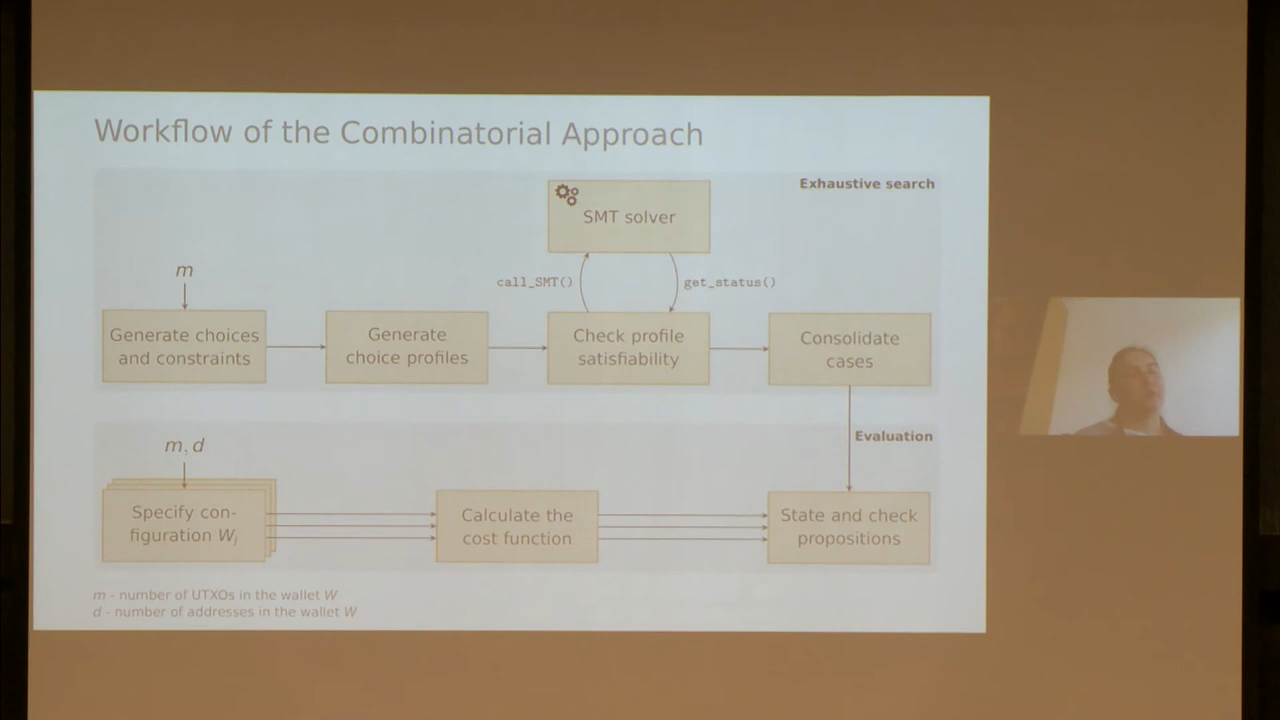 Workflow of the Combinatorial Approach
Exhaustive search
SMT solver
call_SMT()
get_status()
m
Generate choices
and constraints
Generate
choice profiles
Check profile
satisfiability
Consolidate
cases
Evaluation
m, d
Specify con-
figuration Wj
Calculate the
cost function
State and check
propositions
m - number of UTXOs in the wallet W
d - number of addresses in the wallet W